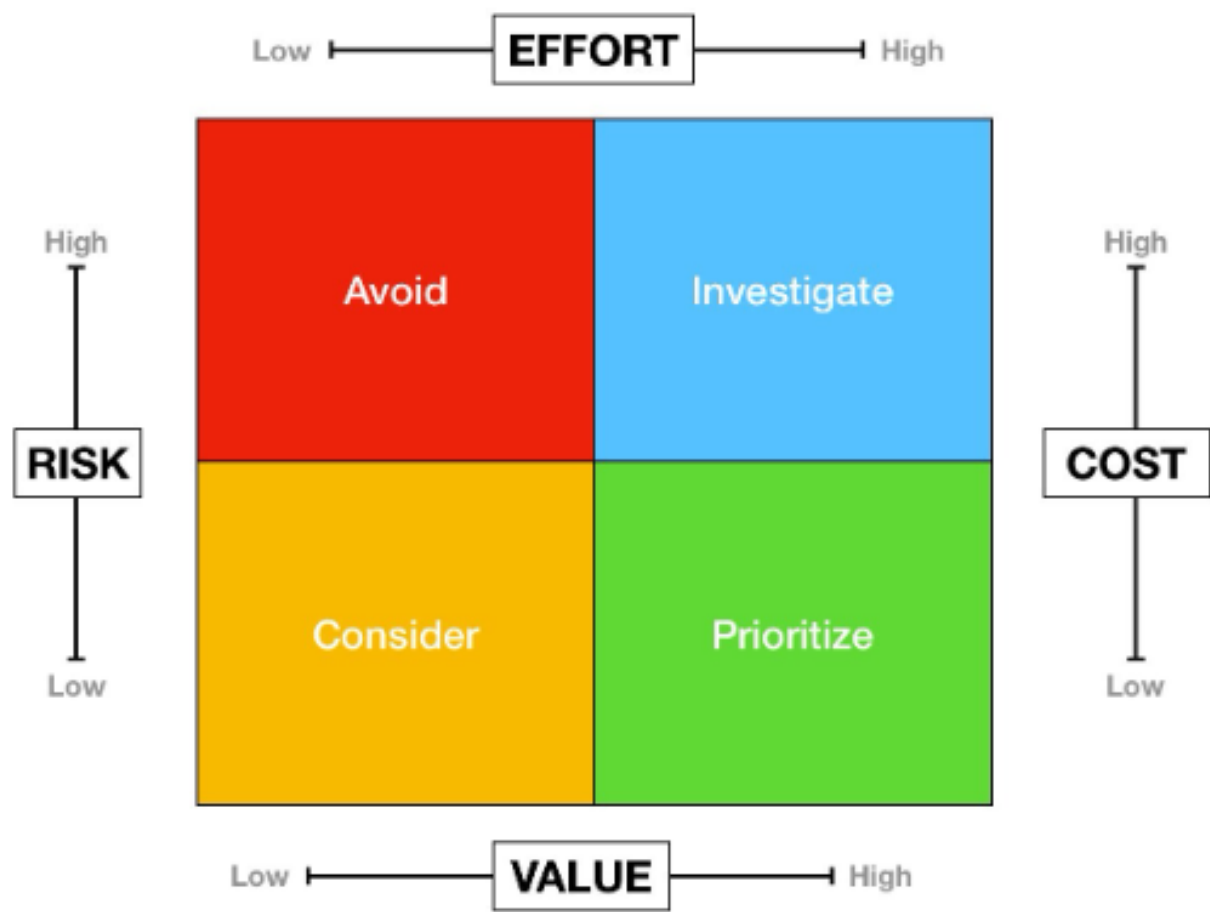 Low EFFORT High
High High
Avoid Investigate
RISK COST
Consider Prioritize
Low Low
Low VALUE High